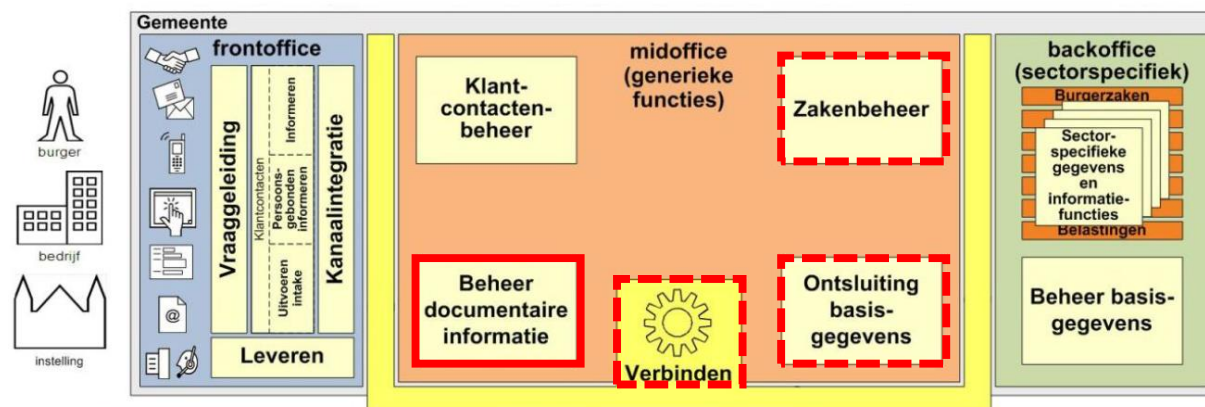 Gemeente
burger
bedrijf
instelling
frontoffice
Vraaggeleiding
Klantcontacten
Informeren
Persoons-
gebonden
informeren
Uitvoeren
intake
Kanaalintegratie
Leveren
@
midoffice
(generieke
functies)
Klant-
contacten-
beheer
Zakenbeheer
Beheer
documentaire
informatie
Verbinden
Ontsluiting
basis-
gegevens
backoffice
(sectorspecifiek)
Burgerzaken
Sector-
specifieke
gegevens
en
informatie-
functies
Belastingen
Beheer basis-
gegevens